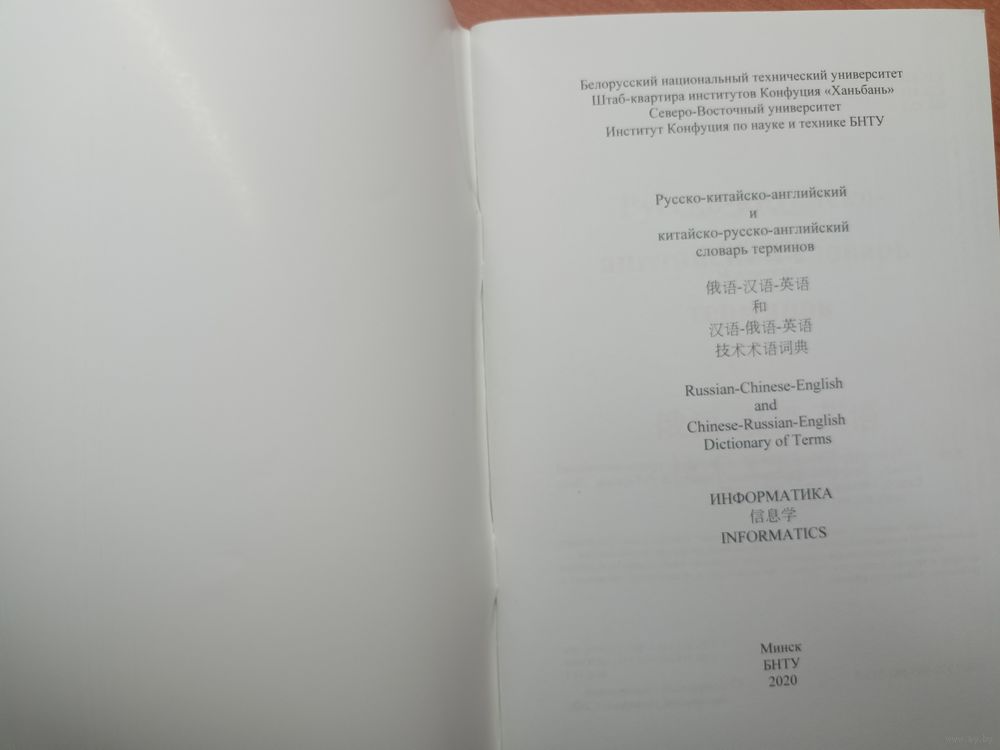 Белорусский национальный технический университет
Штаб-квартира институтов Конфуция «Ханьбань»
Северо-Восточный университет
Институт Конфуция по науке и технике БНТУ
Русско-китайско-английский
и
китайско-русско-английский
словарь терминов
俄语-汉语-英语
和
汉语-俄语-英语
技术术语词典
Russian-Chinese-English
and
Chinese-Russian-English
Dictionary of Terms
ИНФОРМАТИКА
信息学
INFORMATICS
Минск
БНТУ
2020
www.ay.by